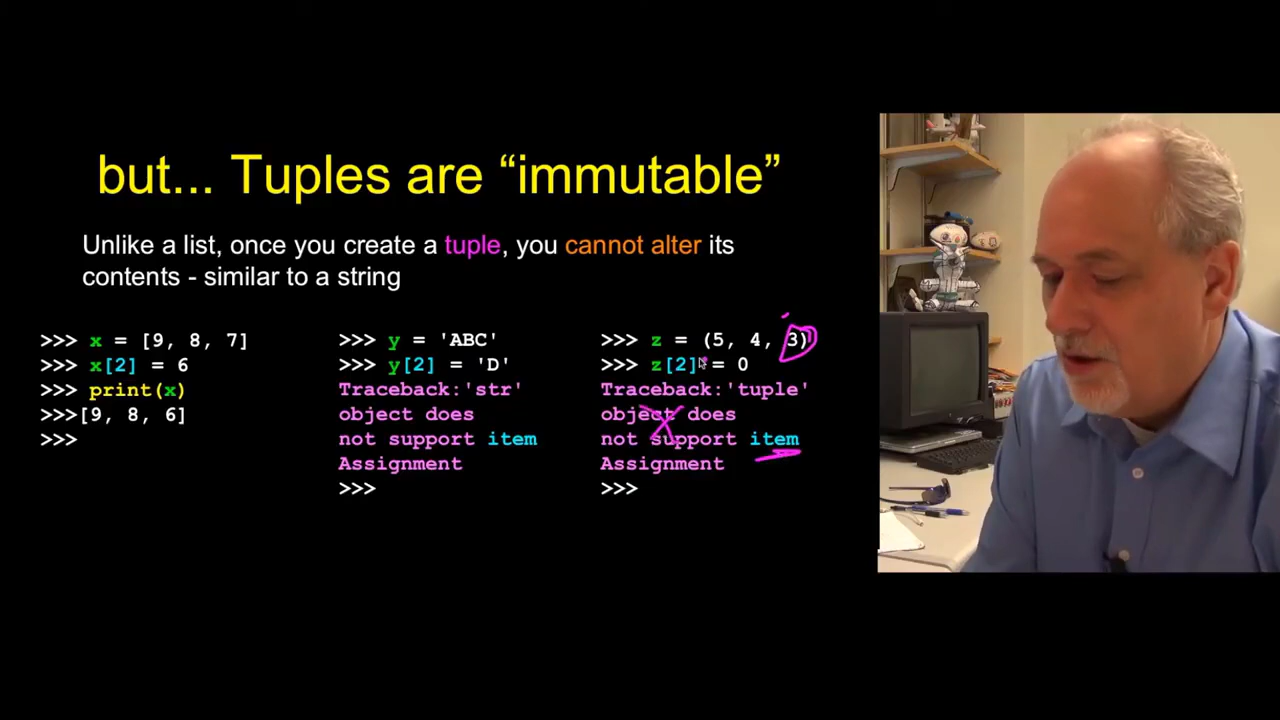 but... Tuples are “immutable”
Unlike a list, once you create a tuple, you cannot alter its
contents - similar to a string
>>> x = [9, 8, 7]
>>> x[2] = 6
>>> print(x)
>>>[9, 8, 6]
>>>
>>> y = 'ABC'
>>> y[2] = 'D'
Traceback:'str'
object does
not support item
Assignment
>>>
>>> z = (5, 4, 3)
>>> z[2] = 0
Traceback:'tuple'
object does
not support item
Assignment
>>>